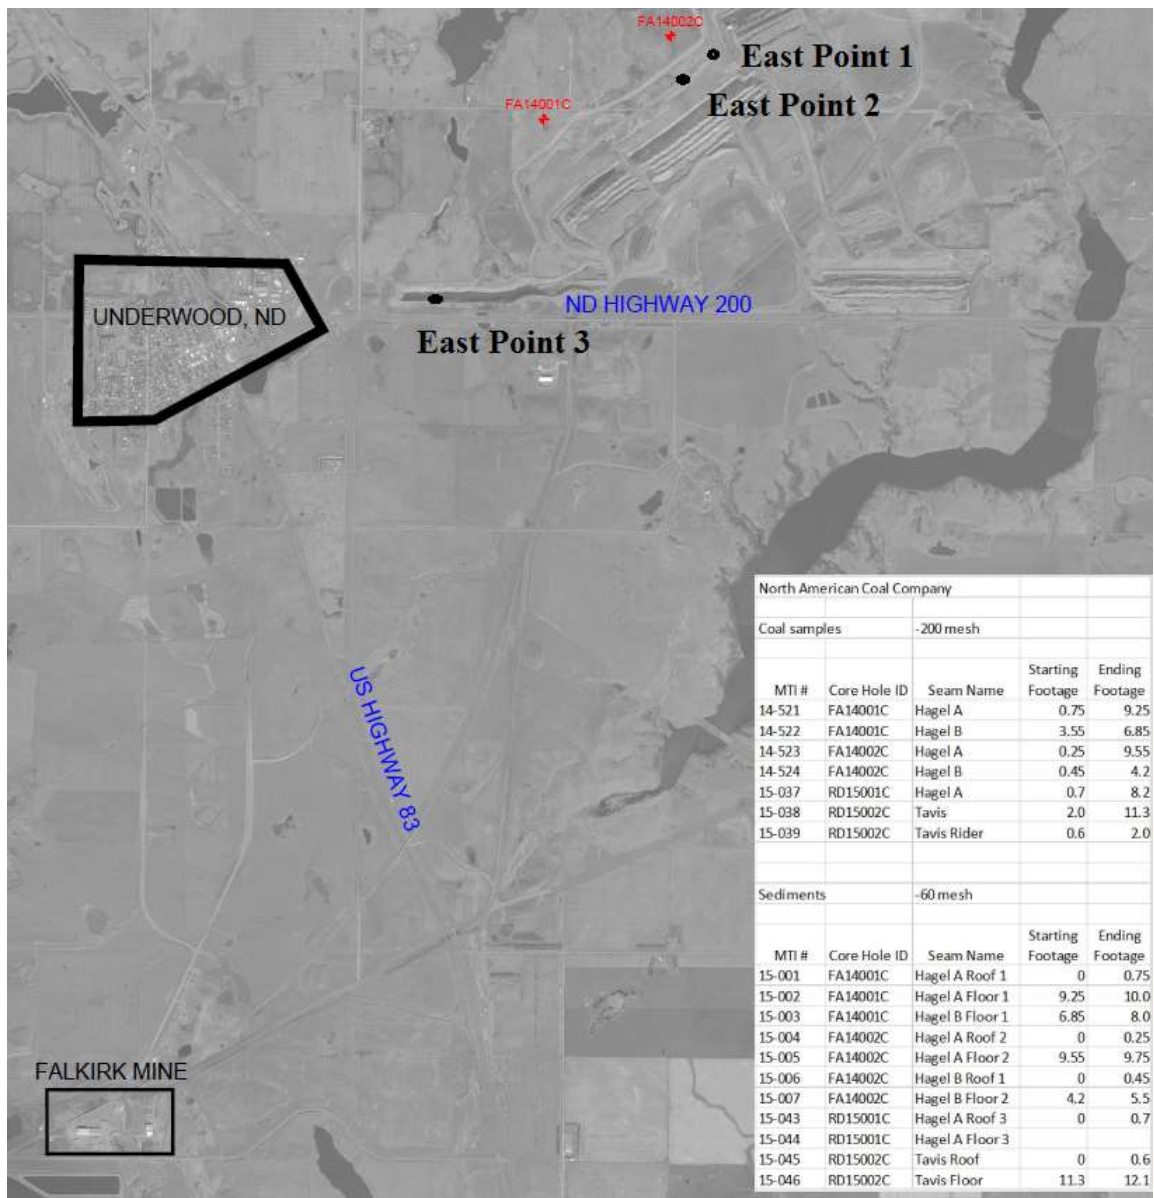 FA14002C
East Point 1
East Point 2
FA14001C
UNDERWOOD, ND
ND HIGHWAY 200
East Point 3
US HIGHWAY 83
FALKIRK MINE
North American Coal Company
Coal samples -200 mesh
Starting Ending
MTI # Core Hole ID Seam Name Footage Footage
14-521 FA14001C Hagel A 0.75 9.25
14-522 FA14001C Hagel B 3.55 6.85
14-523 FA14002C Hagel A 0.25 9.55
14-524 FA14002C Hagel B 0.45 4.2
15-037 RD15001C Hagel A 0.7 8.2
15-038 RD15002C Tavis 2.0 11.3
15-039 RD15002C Tavis Rider 0.6 2.0
Sediments -60 mesh
Starting Ending
MTI # Core Hole ID Seam Name Footage Footage
15-001 FA14001C Hagel A Roof 1 0 0.75
15-002 FA14001C Hagel A Floor 1 9.25 10.0
15-003 FA14001C Hagel B Floor 1 6.85 8.0
15-004 FA14002C Hagel A Roof 2 0 0.25
15-005 FA14002C Hagel A Floor 2 9.55 9.75
15-006 FA14002C Hagel B Roof 1 0 0.45
15-007 FA14002C Hagel B Floor 2 4.2 5.5
15-043 RD15001C Hagel A Roof 3 0 0.7
15-044 RD15001C Hagel A Floor 3
15-045 RD15002C Tavis Roof 0 0.6
15-046 RD15002C Tavis Floor 11.3 12.1